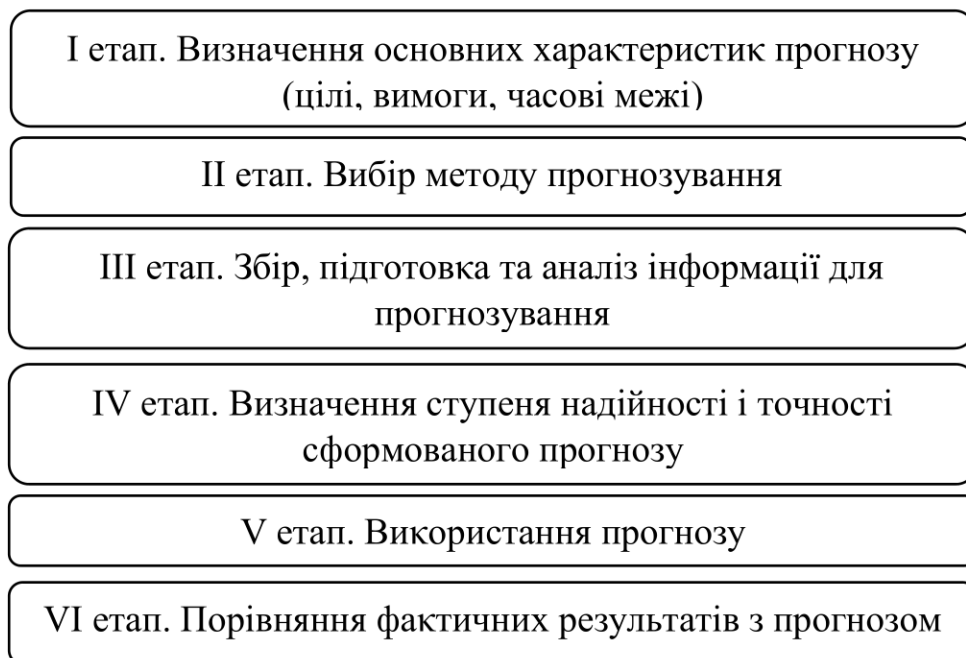 I етап. Визначення основних характеристик прогнозу
(цілі, вимоги, часові межі)
II етап. Вибір методу прогнозування
III етап. Збір, підготовка та аналіз інформації для
прогнозування
IV етап. Визначення ступеня надійності і точності
сформованого прогнозу
V етап. Використання прогнозу
VI етап. Порівняння фактичних результатів з прогнозом